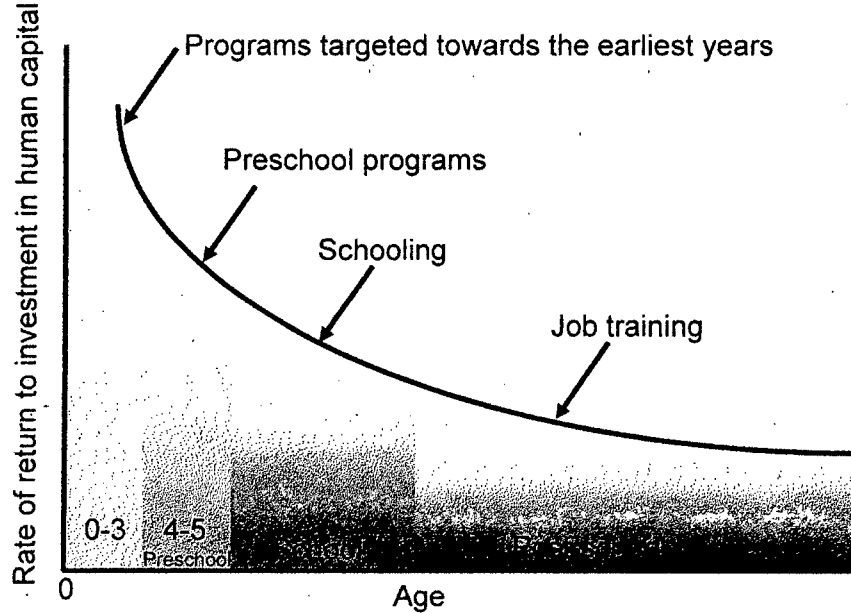 Rate of return to investment in human capital
Programs targeted towards the earliest years
Preschool programs
Schooling
Job training
0-3
4-5
Preschool
School
0
Age